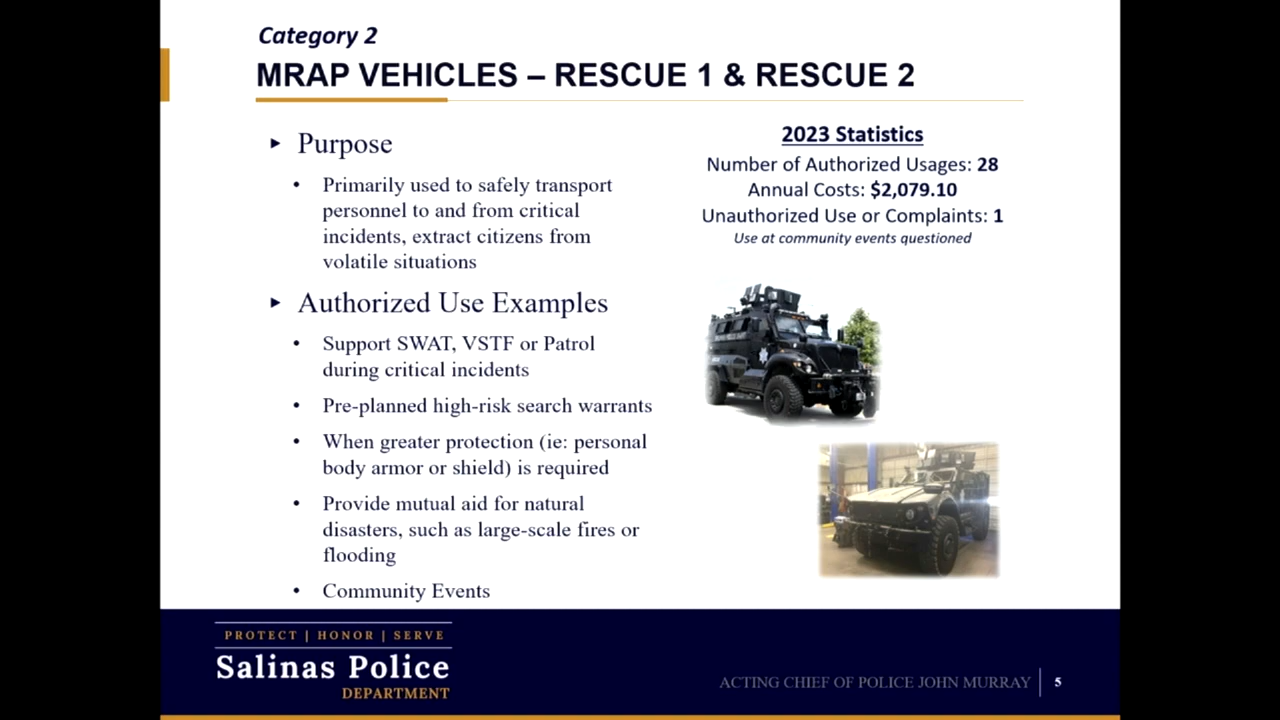 Category 2
MRAP VEHICLES – RESCUE 1 & RESCUE 2
Purpose
Primarily used to safely transport
personnel to and from critical
incidents, extract citizens from
volatile situations
Authorized Use Examples
Support SWAT, VSTF or Patrol
during critical incidents
Pre-planned high-risk search warrants
When greater protection (ie: personal
body armor or shield) is required
Provide mutual aid for natural
disasters, such as large-scale fires or
flooding
Community Events
2023 Statistics
Number of Authorized Usages: 28
Annual Costs: $2,079.10
Unauthorized Use or Complaints: 1
Use at community events questioned
PROTECT | HONOR | SERVE
Salinas Police
DEPARTMENT
ACTING CHIEF OF POLICE JOHN MURRAY 5